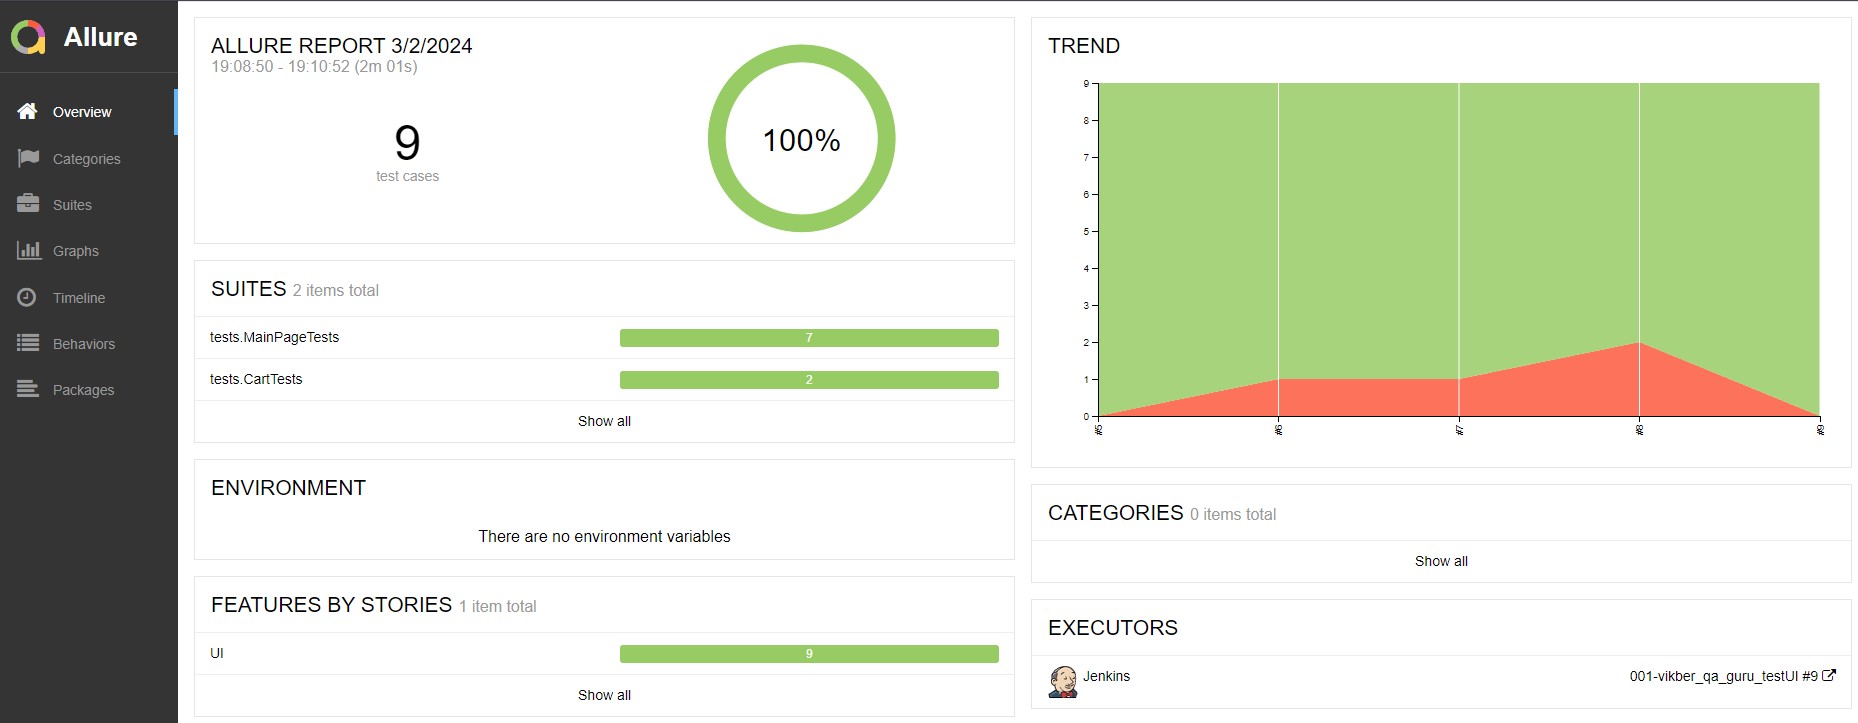 Allure
Overview
Categories
Suites
Graphs
Timeline
Behaviors
Packages
ALLURE REPORT 3/2/2024
19:08:50 - 19:10:52 (2m 01s)
9
test cases
100%
SUITES 2 items total
tests.MainPageTests 7
tests.CartTests 2
Show all
ENVIRONMENT
There are no environment variables
FEATURES BY STORIES 1 item total
UI 9
Show all
TREND
9
8
7
6
5
4
3
2
1
0
#5 #6 #7 #8 #9
CATEGORIES 0 items total
Show all
EXECUTORS
Jenkins 001-vikber_qa_guru_testUI #9